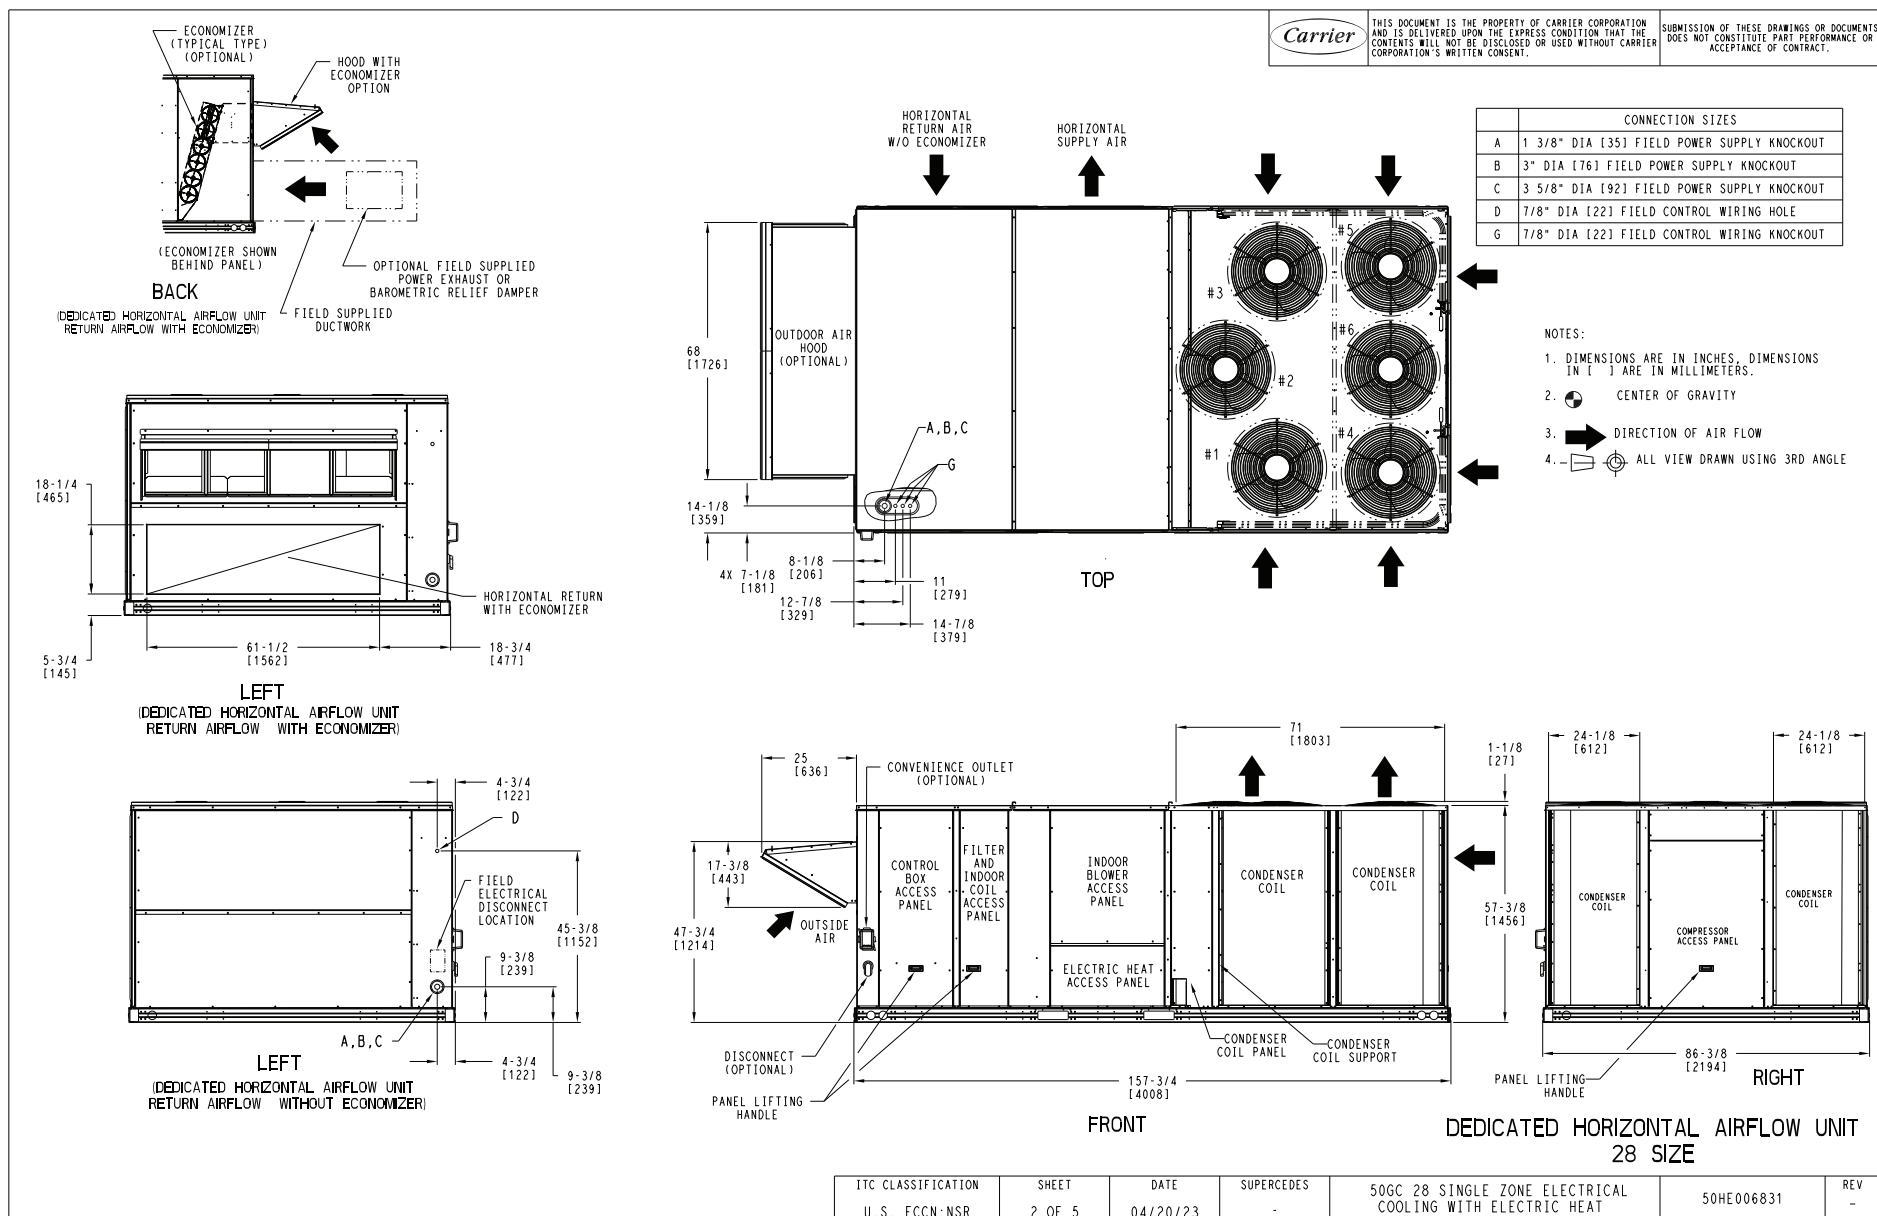 Carrier
THIS DOCUMENT IS THE PROPERTY OF CARRIER CORPORATION
AND IS DELIVERED UPON THE EXPRESS CONDITION THAT THE
CONTENTS WILL NOT BE DISCLOSED OR USED WITHOUT CARRIER
CORPORATION'S WRITTEN CONSENT.
SUBMISSION OF THESE DRAWINGS OR DOCUMENTS
DOES NOT CONSTITUTE PART PERFORMANCE OR
ACCEPTANCE OF CONTRACT.
ECONOMIZER
(TYPICAL TYPE)
(OPTIONAL)
HOOD WITH
ECONOMIZER
OPTION
(ECONOMIZER SHOWN
BEHIND PANEL)
OPTIONAL FIELD SUPPLIED
POWER EXHAUST OR
BAROMETRIC RELIEF DAMPER
FIELD SUPPLIED
DUCTWORK
BACK
(DEDICATED HORIZONTAL AIRFLOW UNIT
RETURN AIRFLOW WITH ECONOMIZER)
HORIZONTAL
RETURN AIR
W/O ECONOMIZER
HORIZONTAL
SUPPLY AIR
CONNECTION SIZES
A 1 3/8" DIA [35] FIELD POWER SUPPLY KNOCKOUT
B 3" DIA [76] FIELD POWER SUPPLY KNOCKOUT
C 3 5/8" DIA [92] FIELD POWER SUPPLY KNOCKOUT
D 7/8" DIA [22] FIELD CONTROL WIRING HOLE
G 7/8" DIA [22] FIELD CONTROL WIRING KNOCKOUT
NOTES:
1. DIMENSIONS ARE IN INCHES, DIMENSIONS
IN [ ] ARE IN MILLIMETERS.
2. CENTER OF GRAVITY
3. DIRECTION OF AIR FLOW
4. ALL VIEW DRAWN USING 3RD ANGLE
68
[1726]
OUTDOOR AIR
HOOD
(OPTIONAL)
#5
#3
#6
#2
#4
#1
A,B,C
G
14-1/8
[359]
4X 7-1/8
[181]
8-1/8
[206]
11
[279]
12-7/8
[329]
14-7/8
[379]
TOP
18-1/4
[465]
HORIZONTAL RETURN
WITH ECONOMIZER
5-3/4
[145]
61-1/2
[1562]
18-3/4
[477]
LEFT
(DEDICATED HORIZONTAL AIRFLOW UNIT
RETURN AIRFLOW WITH ECONOMIZER)
4-3/4
[122]
D
FIELD
ELECTRICAL
DISCONNECT
LOCATION
45-3/8
[1152]
9-3/8
[239]
A,B,C
4-3/4
[122]
9-3/8
[239]
LEFT
(DEDICATED HORIZONTAL AIRFLOW UNIT
RETURN AIRFLOW WITHOUT ECONOMIZER)
25
[636]
CONVENIENCE OUTLET
(OPTIONAL)
71
[1803]
1-1/8
[27]
17-3/8
[443]
47-3/4
[1214]
OUTSIDE
AIR
CONTROL
BOX
ACCESS
PANEL
FILTER
AND
INDOOR
COIL
ACCESS
PANEL
INDOOR
BLOWER
ACCESS
PANEL
ELECTRIC HEAT
ACCESS PANEL
CONDENSER
COIL
CONDENSER
COIL
57-3/8
[1456]
DISCONNECT
(OPTIONAL)
PANEL LIFTING
HANDLE
CONDENSER
COIL PANEL
CONDENSER
COIL SUPPORT
157-3/4
[4008]
FRONT
24-1/8
[612]
24-1/8
[612]
CONDENSER
COIL
COMPRESSOR
ACCESS PANEL
CONDENSER
COIL
86-3/8
[2194]
PANEL LIFTING
HANDLE
RIGHT
DEDICATED HORIZONTAL AIRFLOW UNIT
28 SIZE
ITC CLASSIFICATION
U.S. ECCN:NSR
SHEET
2 OF 5
DATE
04/20/23
SUPERCEDES
-
50GC 28 SINGLE ZONE ELECTRICAL
COOLING WITH ELECTRIC HEAT
50HE006831
REV
-